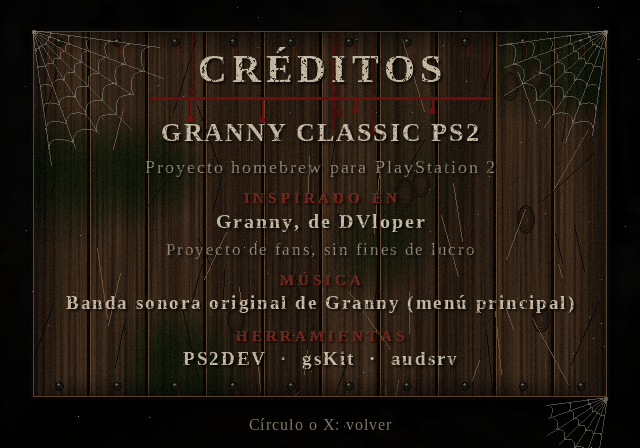 CRÉDITOS
GRANNY CLASSIC PS2
Proyecto homebrew para PlayStation 2
INSPIRADO EN
Granny, de DVloper
Proyecto de fans, sin fines de lucro
MÚSICA
Banda sonora original de Granny (menú principal)
HERRAMIENTAS
PS2DEV · gsKit · audsrv
Círculo o X: volver